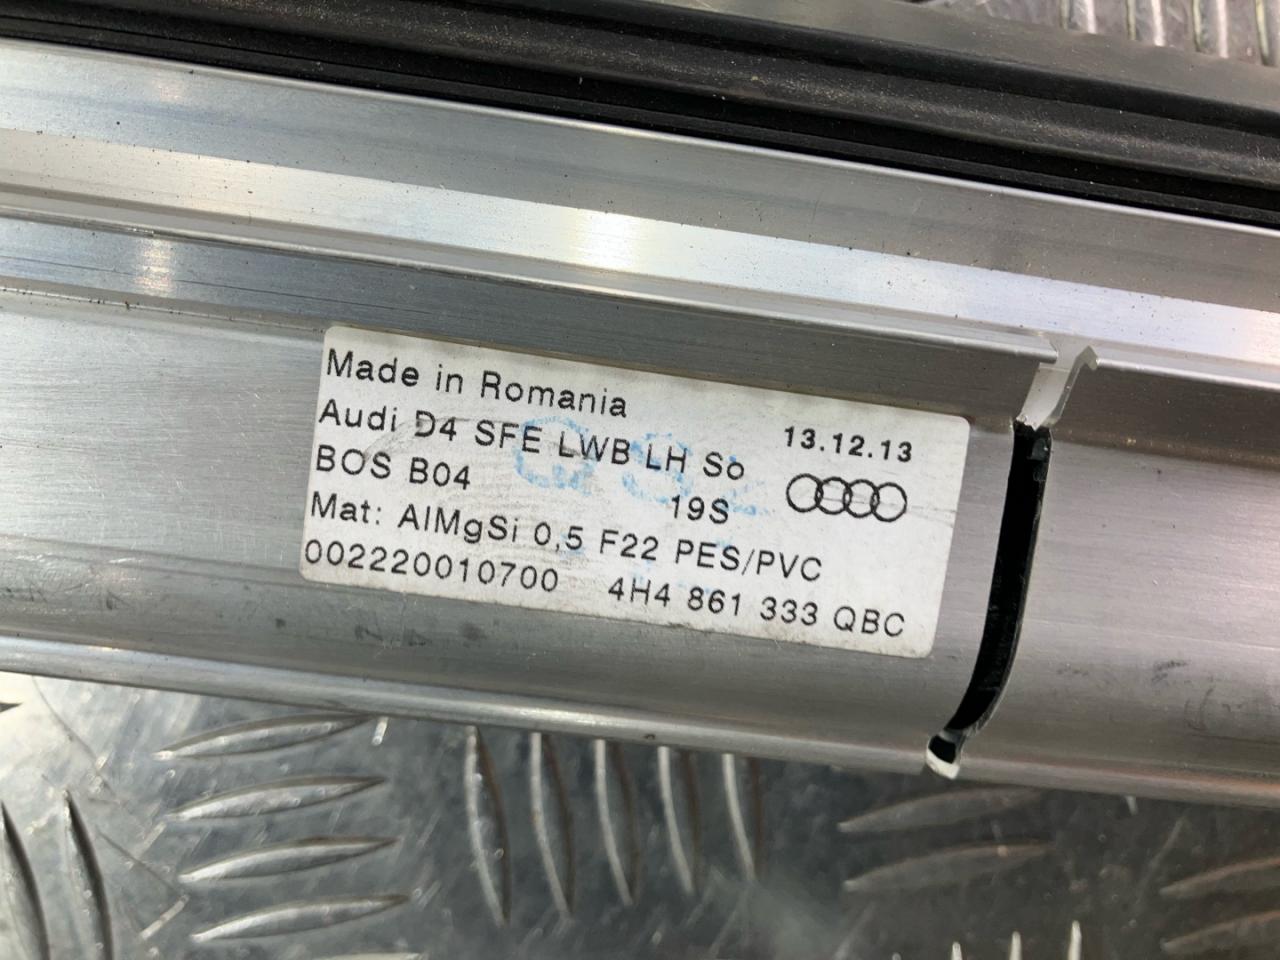 Made in Romania
13.12.13
Audi D4 SFE LWB LH So
BOS B04
19S
Mat: AlMgSi 0,5 F22 PES/PVC
002220010700 4H4 861 333 QBC